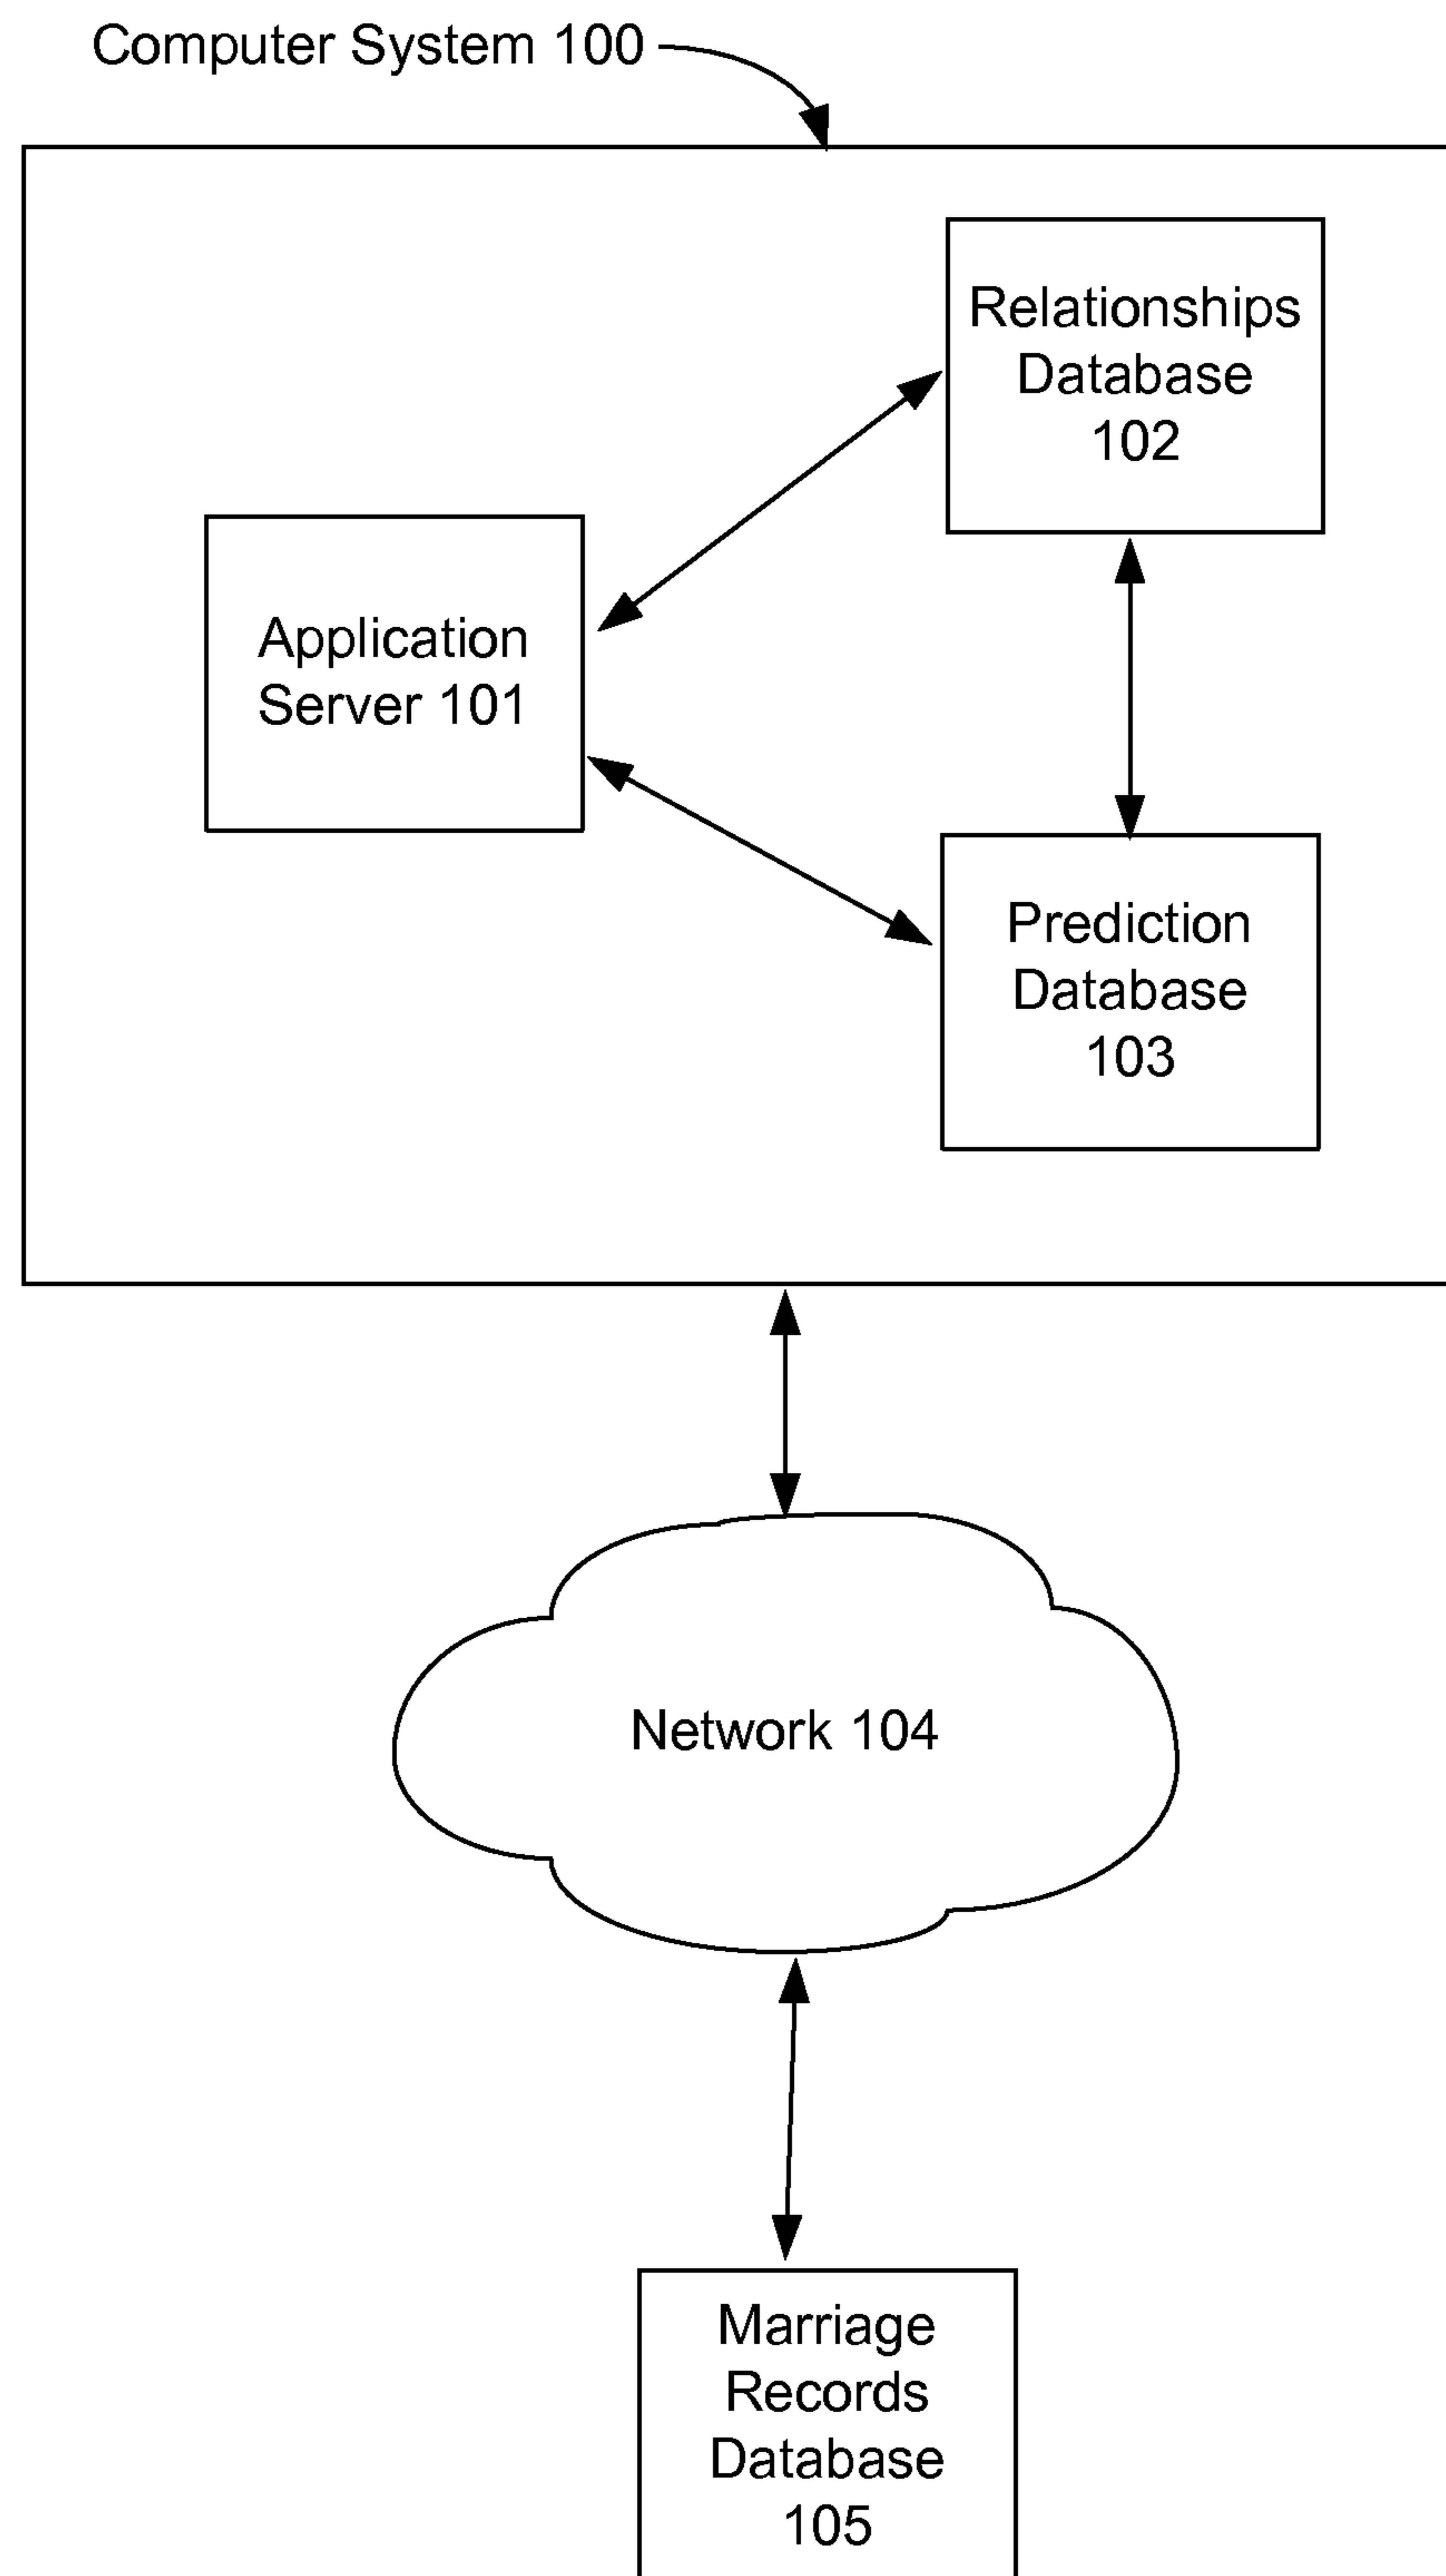 Computer System 100
Relationships
Database
102
Application
Server 101
Prediction
Database
103
Network 104
Marriage
Records
Database
105